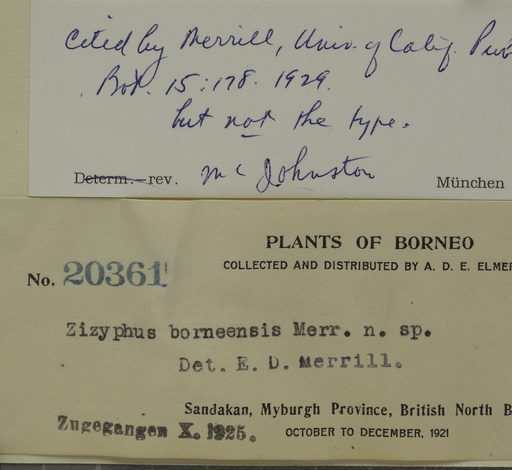 Cited by Merrill, Univ. of Calif. Pub
Bot. 15:178. 1929.
but not the type.
Determ.—rev. MC Johnston München
PLANTS OF BORNEO
COLLECTED AND DISTRIBUTED BY A. D. E. ELMER
No. 20361
Zizyphus borneensis Merr. n. sp.
Det. E. D. Merrill.
Sandakan, Myburgh Province, British North B
Zugegangen X. 1925.
OCTOBER TO DECEMBER, 1921